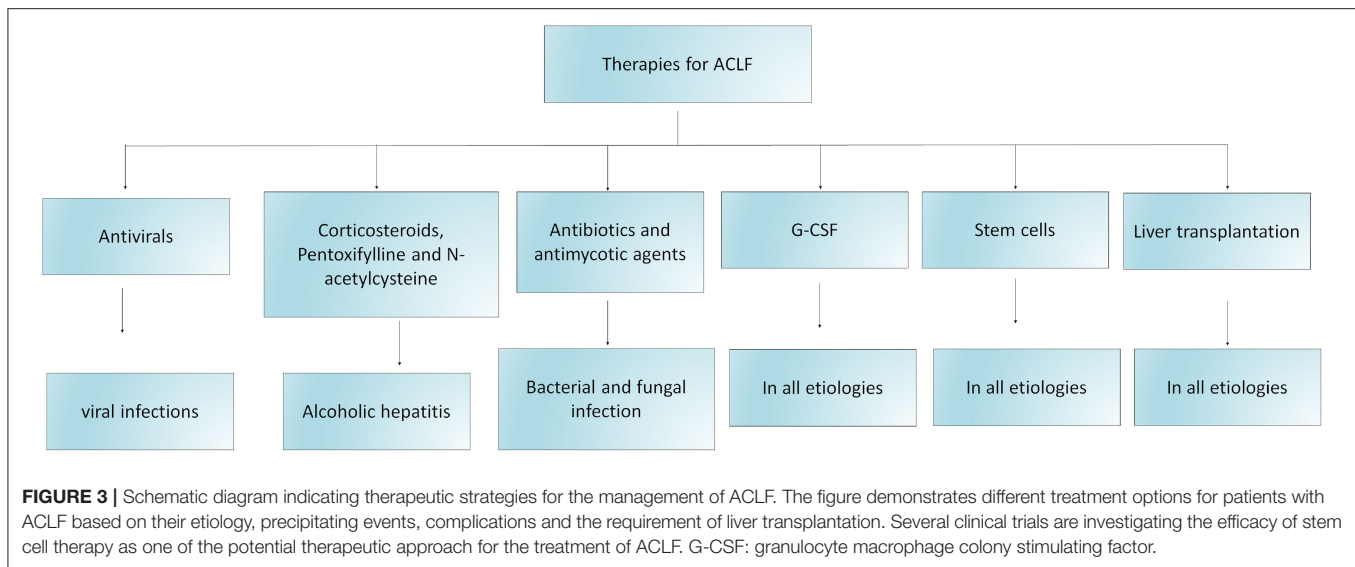 Therapies for ACLF
Antivirals
Corticosteroids,
Pentoxifylline and N-
acetylcysteine
Antibiotics and
antimycotic agents
G-CSF
Stem cells
Liver transplantation
viral infections
Alcoholic hepatitis
Bacterial and fungal
infection
In all etiologies
In all etiologies
In all etiologies
FIGURE 3 | Schematic diagram indicating therapeutic strategies for the management of ACLF. The figure demonstrates different treatment options for patients with
ACLF based on their etiology, precipitating events, complications and the requirement of liver transplantation. Several clinical trials are investigating the efficacy of stem
cell therapy as one of the potential therapeutic approach for the treatment of ACLF. G-CSF: granulocyte macrophage colony stimulating factor.